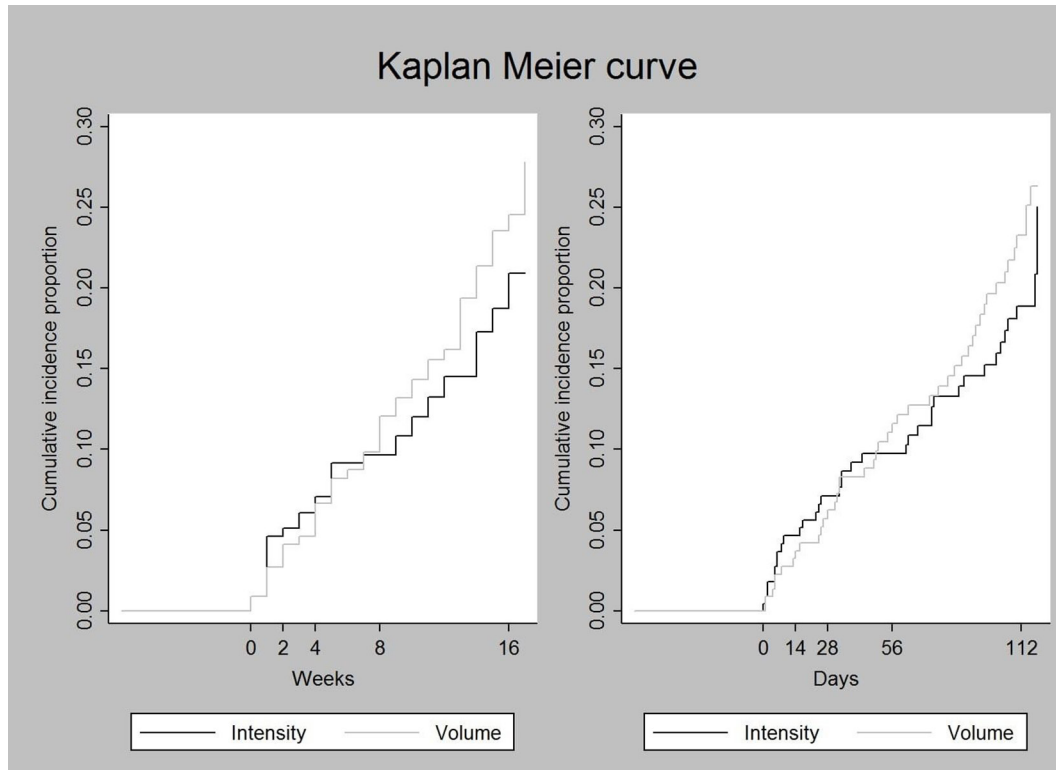 Kaplan Meier curve
Cumulative incidence proportion
0.30
0.25
0.20
0.15
0.10
0.05
0.00
0 2 4 8 16
Weeks
Intensity Volume
Cumulative incidence proportion
0.30
0.25
0.20
0.15
0.10
0.05
0.00
0 14 28 56 112
Days
Intensity Volume